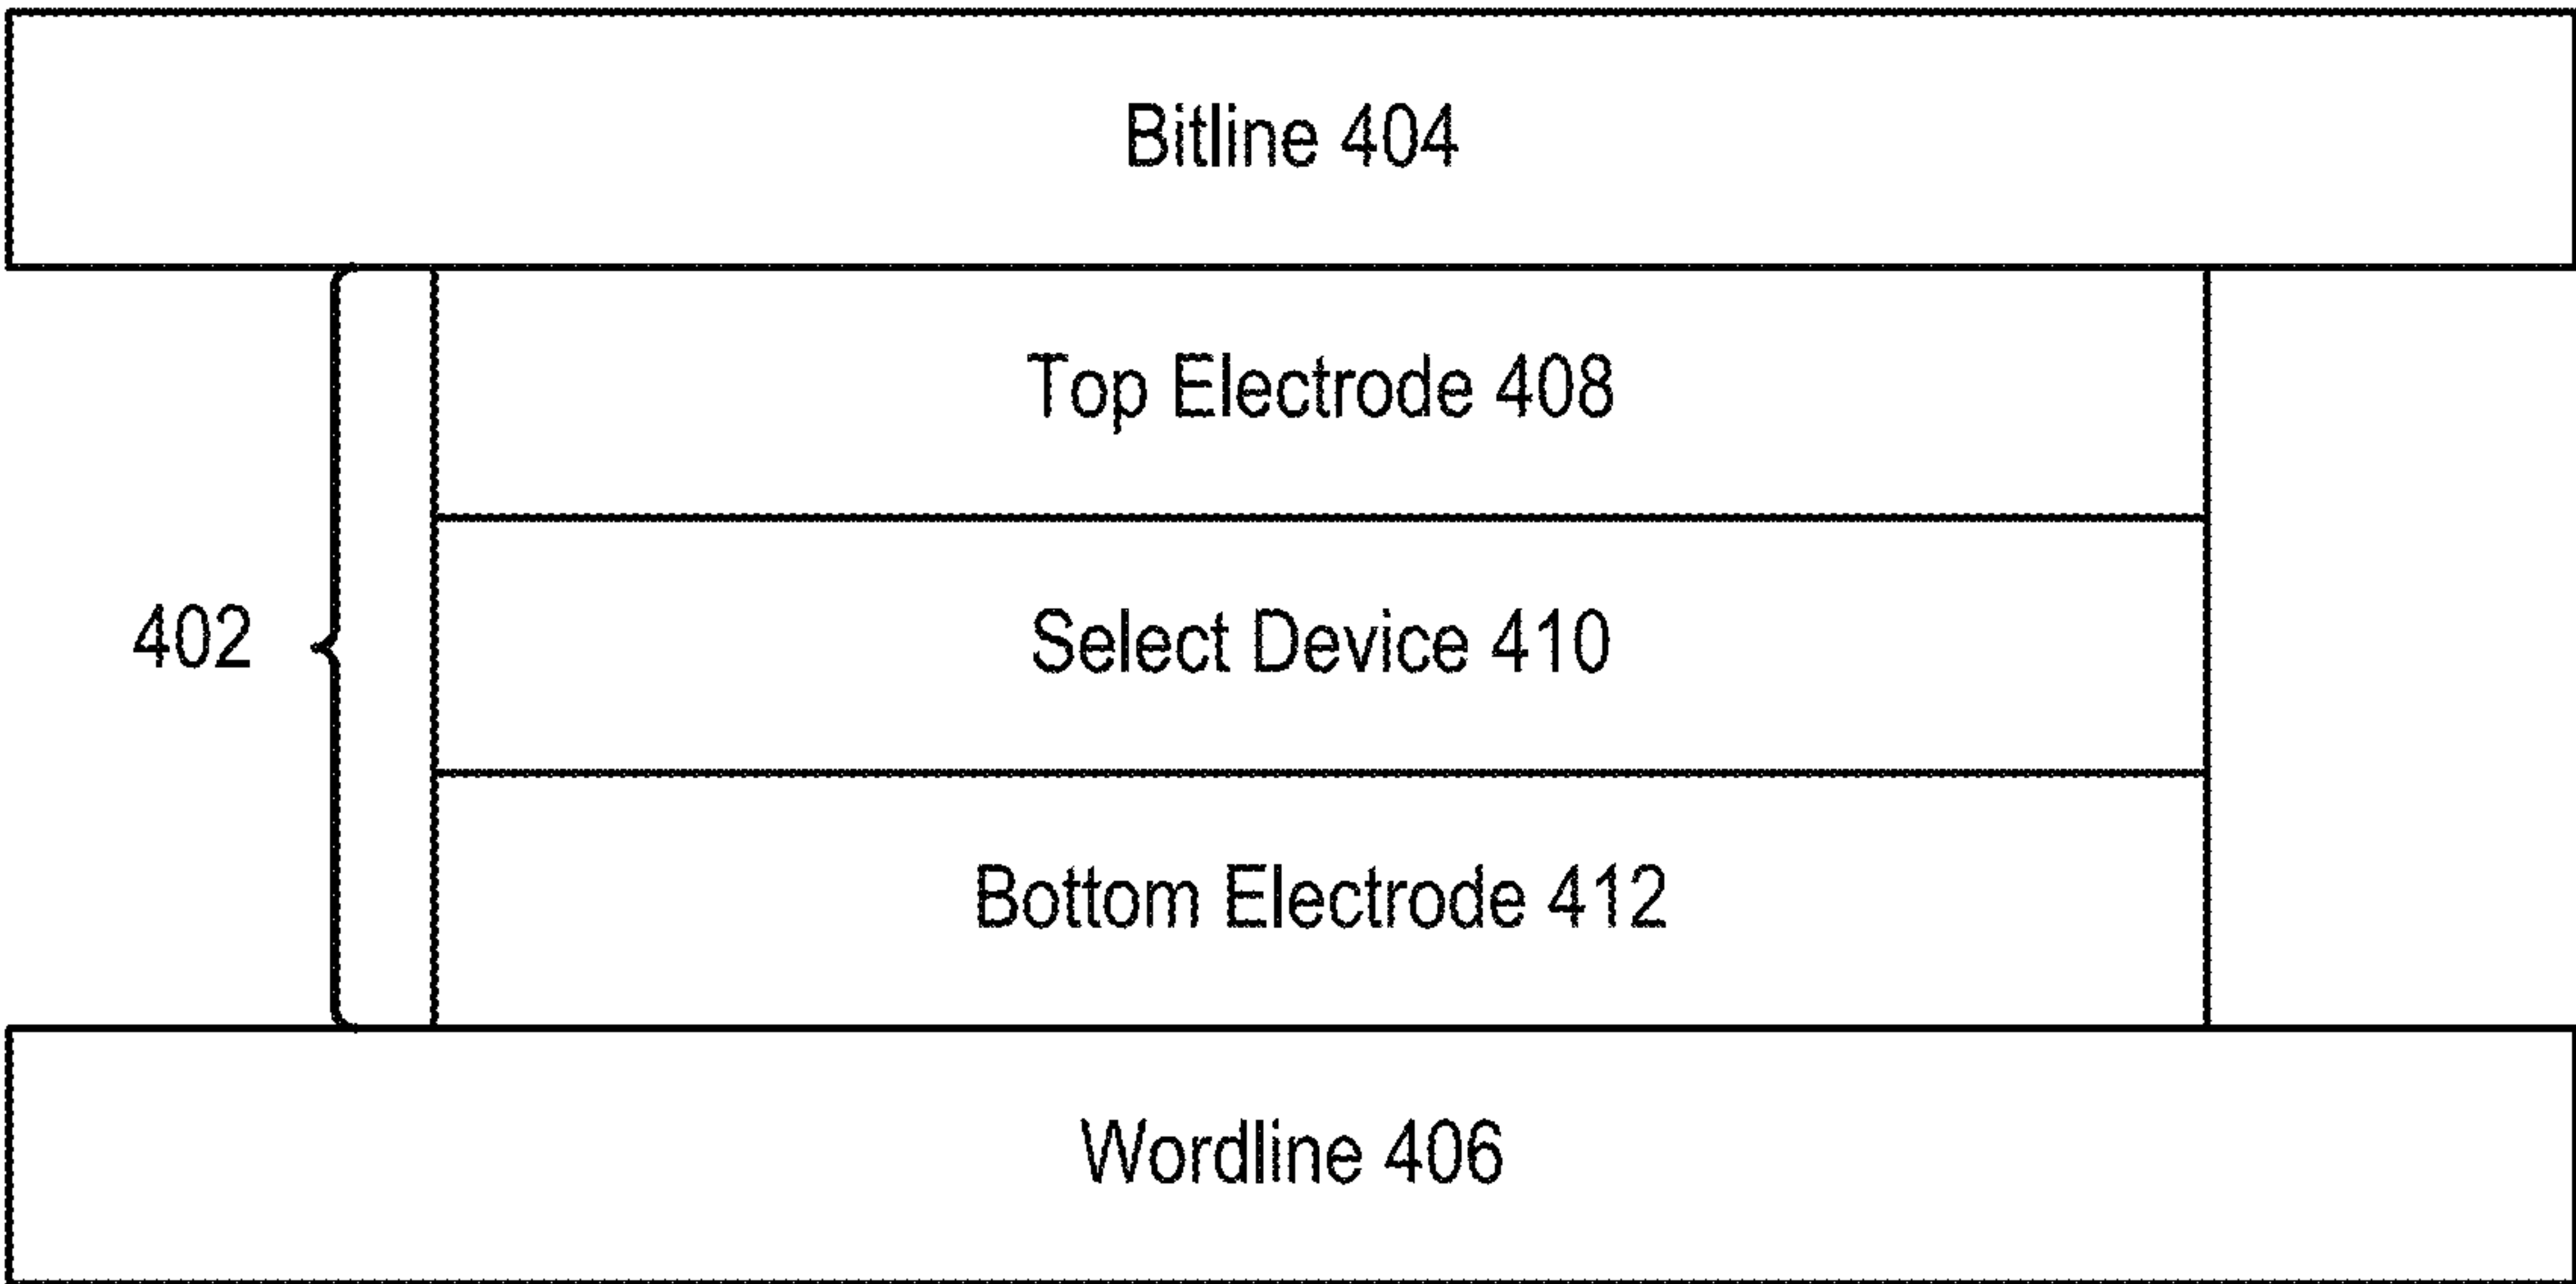 Bitline 404
Top Electrode 408
402
Select Device 410
Bottom Electrode 412
Wordline 406